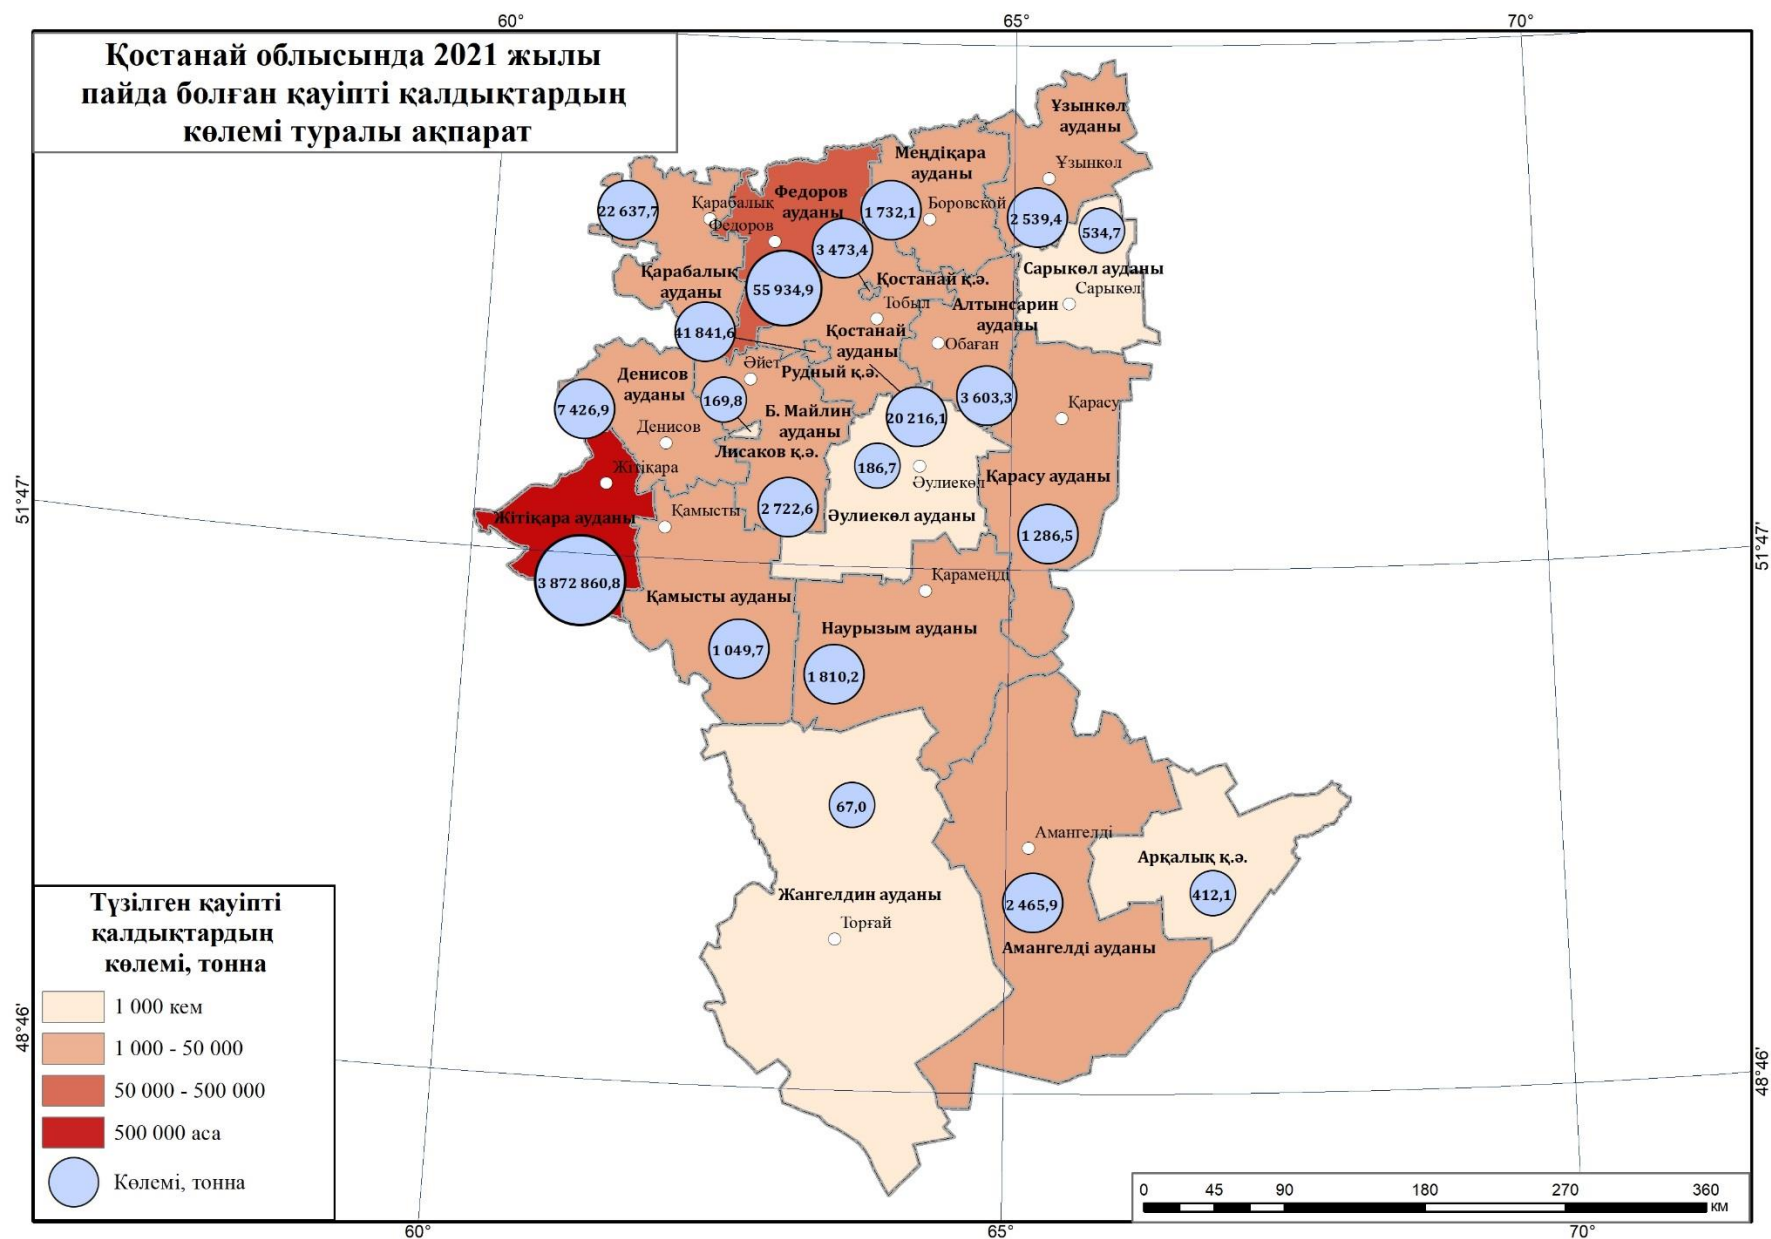 60°
65°
70°
Қостанай облысында 2021 жылы
пайда болған қауіпті қалдықтардың
көлемі туралы ақпарат
Ұзынкөл
ауданы
Ұзынкөл
Меңдіқара
ауданы
Боровской
Федоров
ауданы
Қарабалық
Федоров
22 637,7
1 732,1
2 539,4
534,7
3 473,4
Қарабалық
ауданы
55 934,9
Қостанай қ.ә.
Тобыл
Сарыкөл ауданы
Сарыкөл
Алтынсарин
ауданы
Обаған
41 841,6
Қостанай
ауданы
Рудный қ.ә.
Әйет
Денисов
ауданы
169,8
7 426,9
Б. Майлин
ауданы
20 216,1
3 603,3
Қарасу
Денисов
Лисаков қ.ә.
Жітіқара
186,7
Әулиекөл
Қарасу ауданы
51°47'
Жітіқара ауданы
Қамысты
2 722,6
Әулиекөл ауданы
1 286,5
51°47'
3 872 860,8
Қараменді
Қамысты ауданы
Наурызым ауданы
1 049,7
1 810,2
67,0
Амангелді
Арқалық қ.ә.
412,1
Жангелдин ауданы
Торғай
2 465,9
Амангелді ауданы
48°46'
48°46'
Түзілген қауіпті
қалдықтардың
көлемі, тонна
1 000 кем
1 000 - 50 000
50 000 - 500 000
500 000 аса
Көлемі, тонна
0 45 90 180 270 360
км
60°
65°
70°